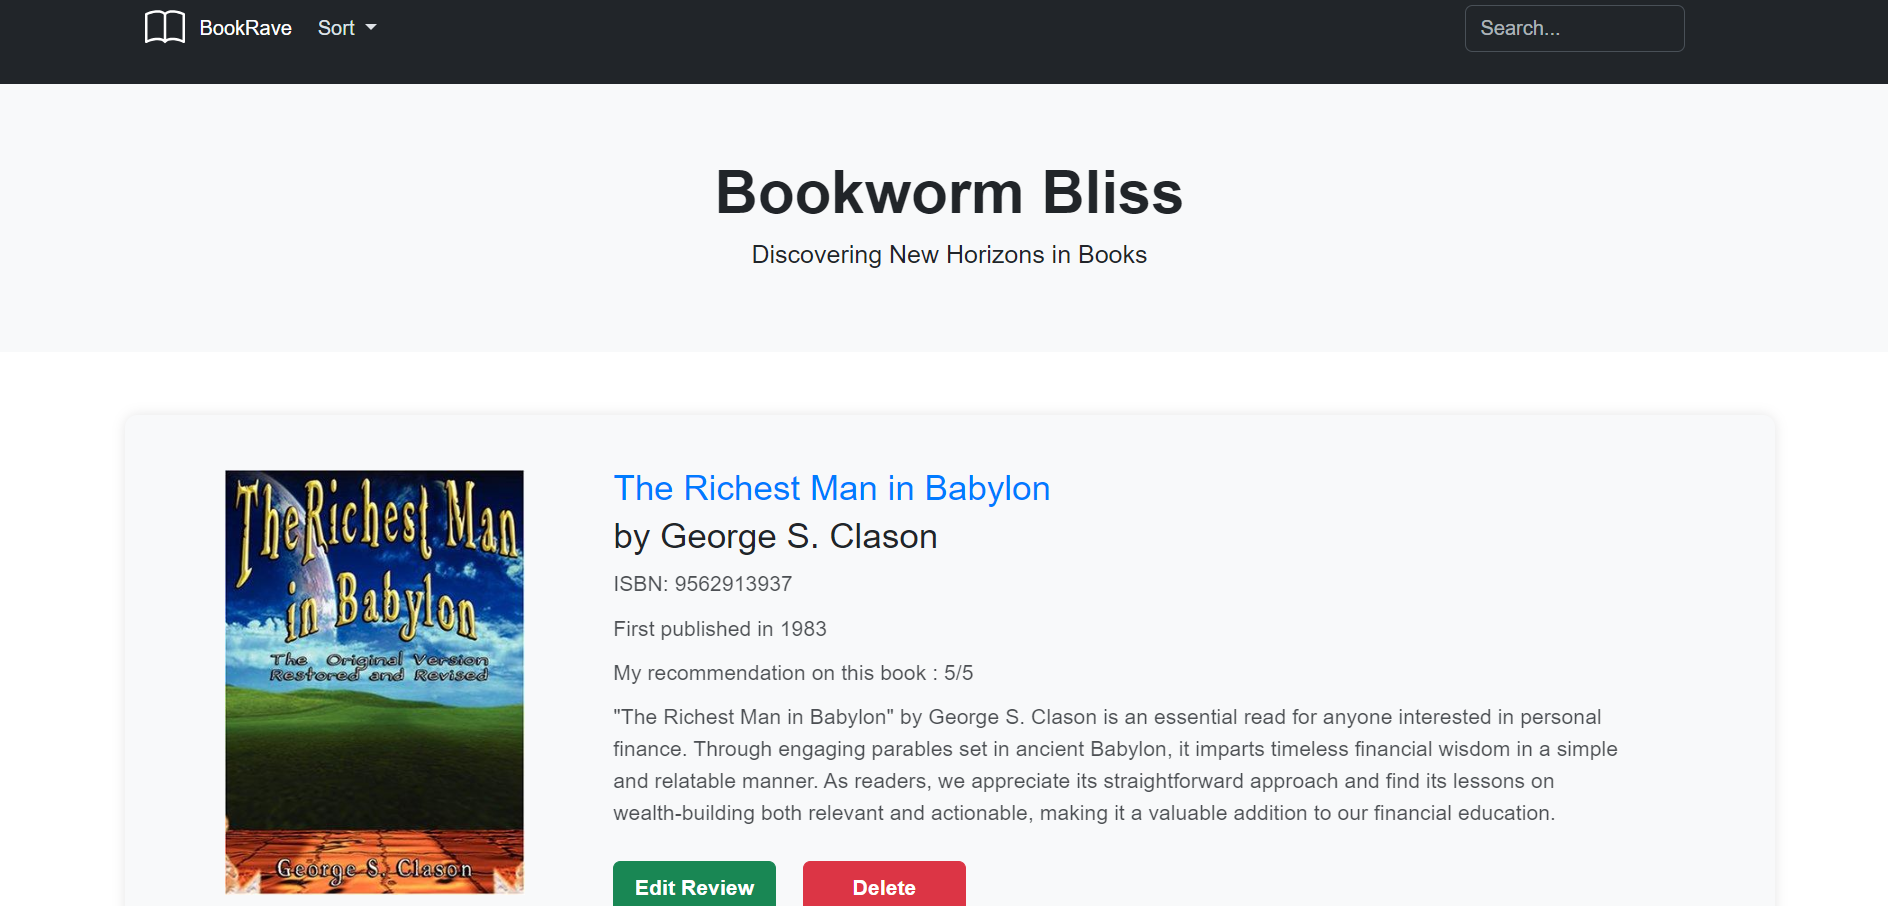 BookRave Sort Search...
Bookworm Bliss
Discovering New Horizons in Books
The Richest Man
in Babylon
The Original Version
Restored and Revised
George S. Clason
The Richest Man in Babylon
by George S. Clason
ISBN: 9562913937
First published in 1983
My recommendation on this book : 5/5
"The Richest Man in Babylon" by George S. Clason is an essential read for anyone interested in personal
finance. Through engaging parables set in ancient Babylon, it imparts timeless financial wisdom in a simple
and relatable manner. As readers, we appreciate its straightforward approach and find its lessons on
wealth-building both relevant and actionable, making it a valuable addition to our financial education.
Edit Review Delete